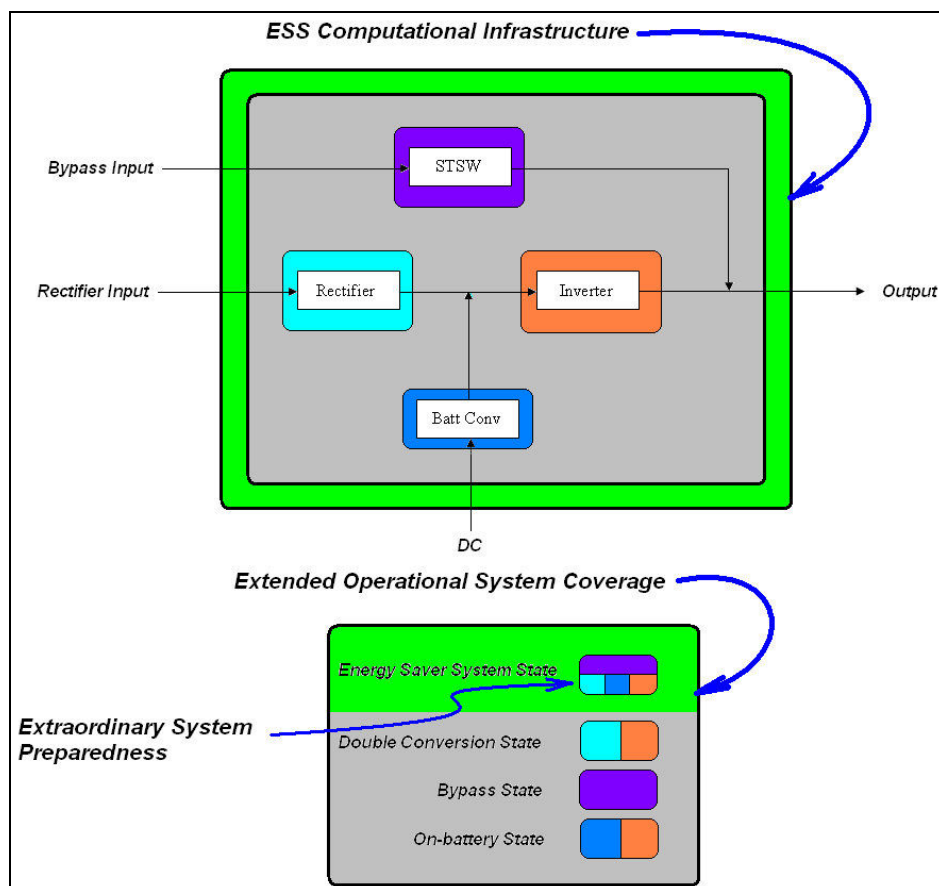 ESS Computational Infrastructure
Bypass Input
STSW
Rectifier Input
Rectifier
Inverter
Output
Batt Conv
DC
Extended Operational System Coverage
Energy Saver System State
Extraordinary System
Preparedness
Double Conversion State
Bypass State
On-battery State